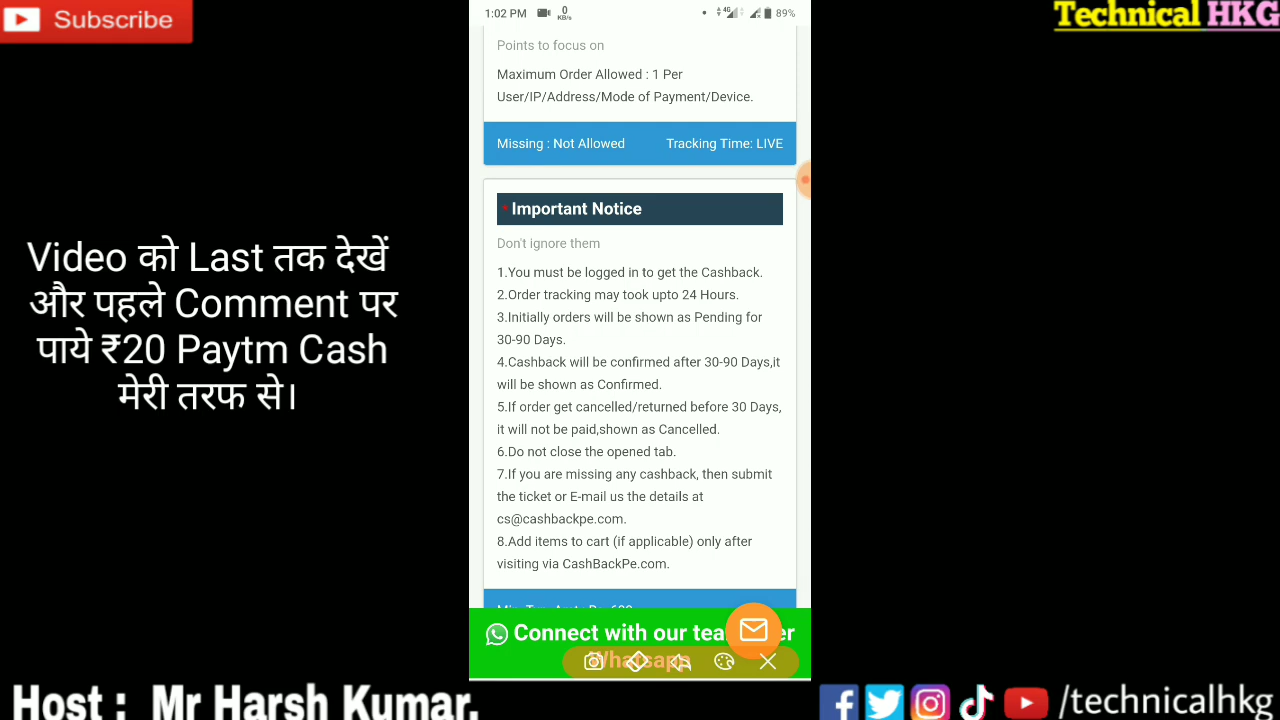 Subscribe
Technical HKG
1:02 PM
0
KB/s
4G
89%
Points to focus on
Maximum Order Allowed : 1 Per
User/IP/Address/Mode of Payment/Device.
Missing : Not Allowed Tracking Time: LIVE
* Important Notice
Don't ignore them
1.You must be logged in to get the Cashback.
2.Order tracking may took upto 24 Hours.
3.Initially orders will be shown as Pending for
30-90 Days.
4.Cashback will be confirmed after 30-90 Days,it
will be shown as Confirmed.
5.If order get cancelled/returned before 30 Days,
it will not be paid,shown as Cancelled.
6.Do not close the opened tab.
7.If you are missing any cashback, then submit
the ticket or E-mail us the details at
cs@cashbackpe.com.
8.Add items to cart (if applicable) only after
visiting via CashBackPe.com.
Connect with our
Whatsapp
Video को Last तक देखें
और पहले Comment पर
पाये ₹20 Paytm Cash
मेरी तरफ से।
Host : Mr Harsh Kumar.
/technicalhkg